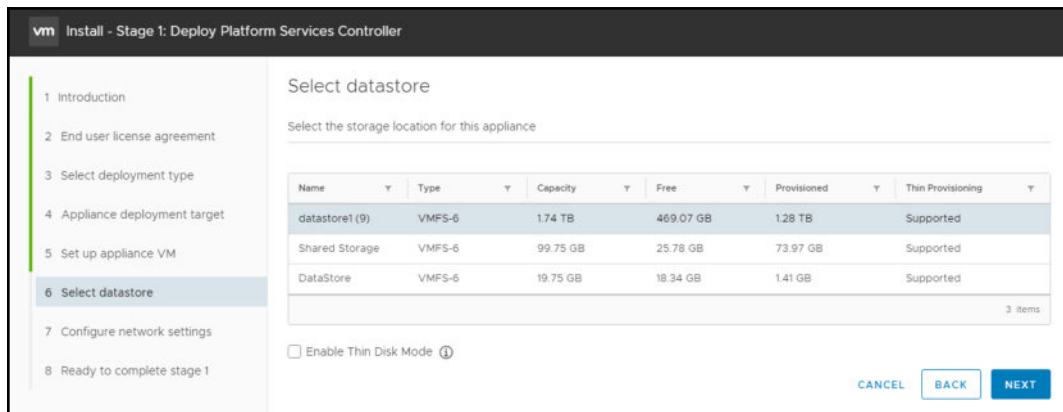 vm Install - Stage 1: Deploy Platform Services Controller
1 Introduction
2 End user license agreement
3 Select deployment type
4 Appliance deployment target
5 Set up appliance VM
6 Select datastore
7 Configure network settings
8 Ready to complete stage 1
Select datastore
Select the storage location for this appliance
Name Type Capacity Free Provisioned Thin Provisioning
datastore1 (9) VMFS-6 1.74 TB 469.07 GB 1.28 TB Supported
Shared Storage VMFS-6 99.75 GB 25.78 GB 73.97 GB Supported
DataStore VMFS-6 19.75 GB 18.34 GB 1.41 GB Supported
3 items
Enable Thin Disk Mode
CANCEL BACK NEXT